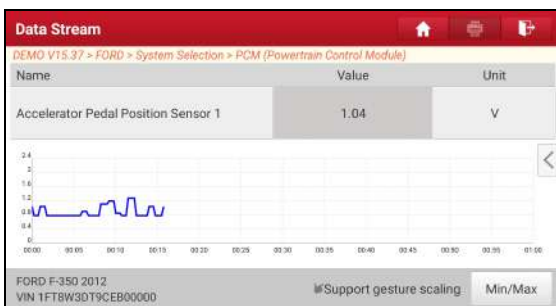 Data Stream
DEMO V15.37 > FORD > System Selection > PCM (Powertrain Control Module)
Name Value Unit
Accelerator Pedal Position Sensor 1 1.04 V
2.4
2
1.6
1.2
0.8
0.4
0
00:00 00:05 00:10 00:15 00:20 00:25 00:30 00:35 00:40 00:45 00:50 00:55 01:00
FORD F-350 2012
VIN 1FT8W3DT9CEB00000
Support gesture scaling Min/Max